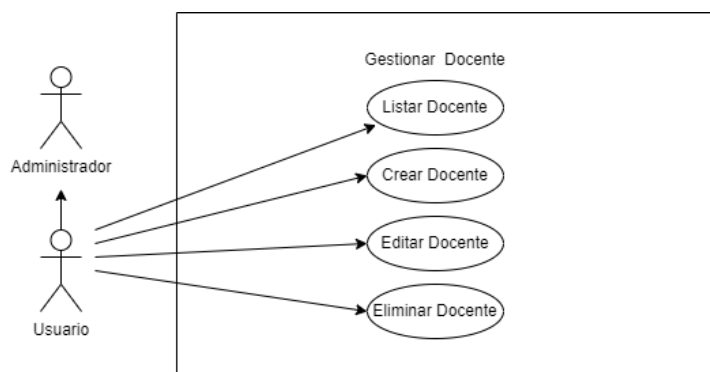 Gestionar  Docente
Listar Docente
Administrador
Crear Docente
Editar Docente
Eliminar Docente
Usuario